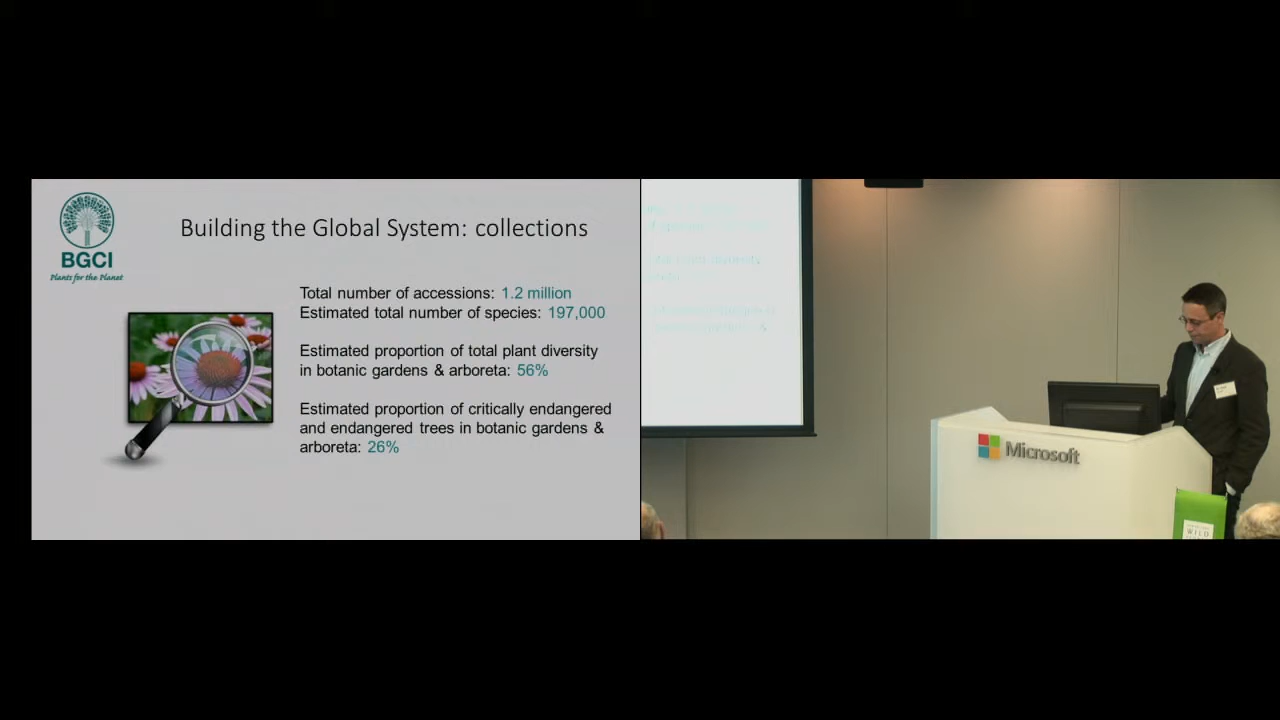 BGCI
Plants for the Planet
Building the Global System: collections
Total number of accessions: 1.2 million
Estimated total number of species: 197,000
Estimated proportion of total plant diversity
in botanic gardens & arboreta: 56%
Estimated proportion of critically endangered
and endangered trees in botanic gardens &
arboreta: 26%
Microsoft
WILD